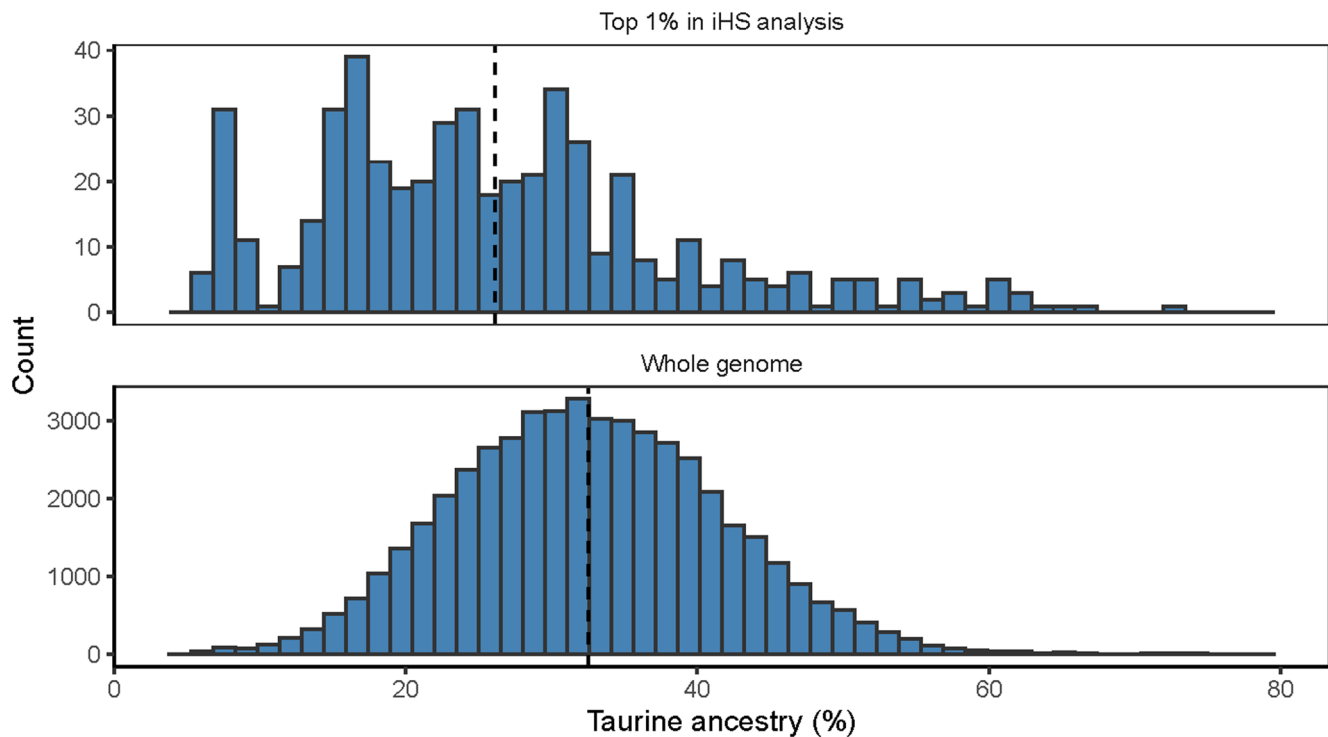 Top 1% in iHS analysis
40
30
20
10
0
Count
Whole genome
3000
2000
1000
0
0 20 40 60 80
Taurine ancestry (%)